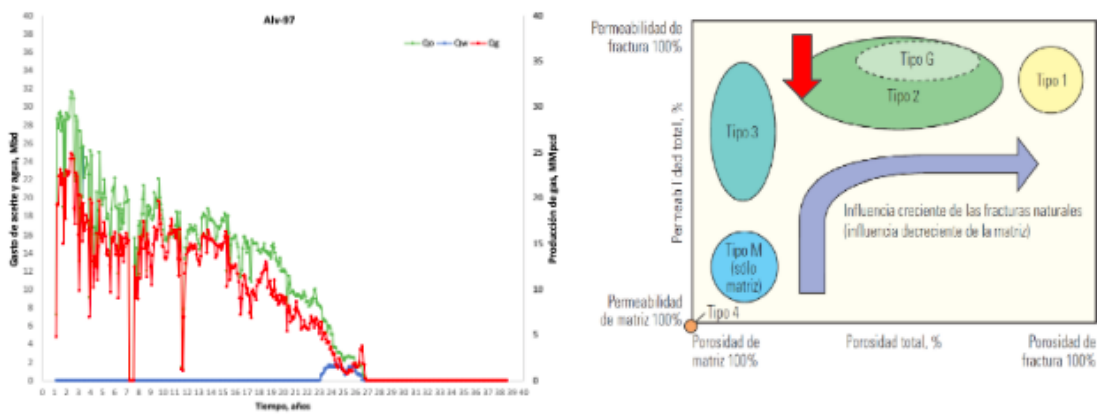 Alv-97
Qo Qw Qg
Gasto de aceite y agua, Mbd
40
38
36
34
32
30
28
26
24
22
20
18
16
14
12
10
8
6
4
2
0
Producción de gas, MMpcd
40
35
30
25
20
15
10
5
0
0 1 2 3 4 5 6 7 8 9 10 11 12 13 14 15 16 17 18 19 20 21 22 23 24 25 26 27 28 29 30 31 32 33 34 35 36 37 38 39 40
Tiempo, años
Permeabilidad de
fractura 100%
Permeabilidad total, %
Permeabilidad
de matriz 100%
Tipo G
Tipo 2
Tipo 1
Tipo 3
Influencia creciente de las fracturas naturales
(influencia decreciente de la matriz)
Tipo M
(sólo
matriz)
Tipo 4
Porosidad de
matriz 100%
Porosidad total, %
Porosidad de
fractura 100%